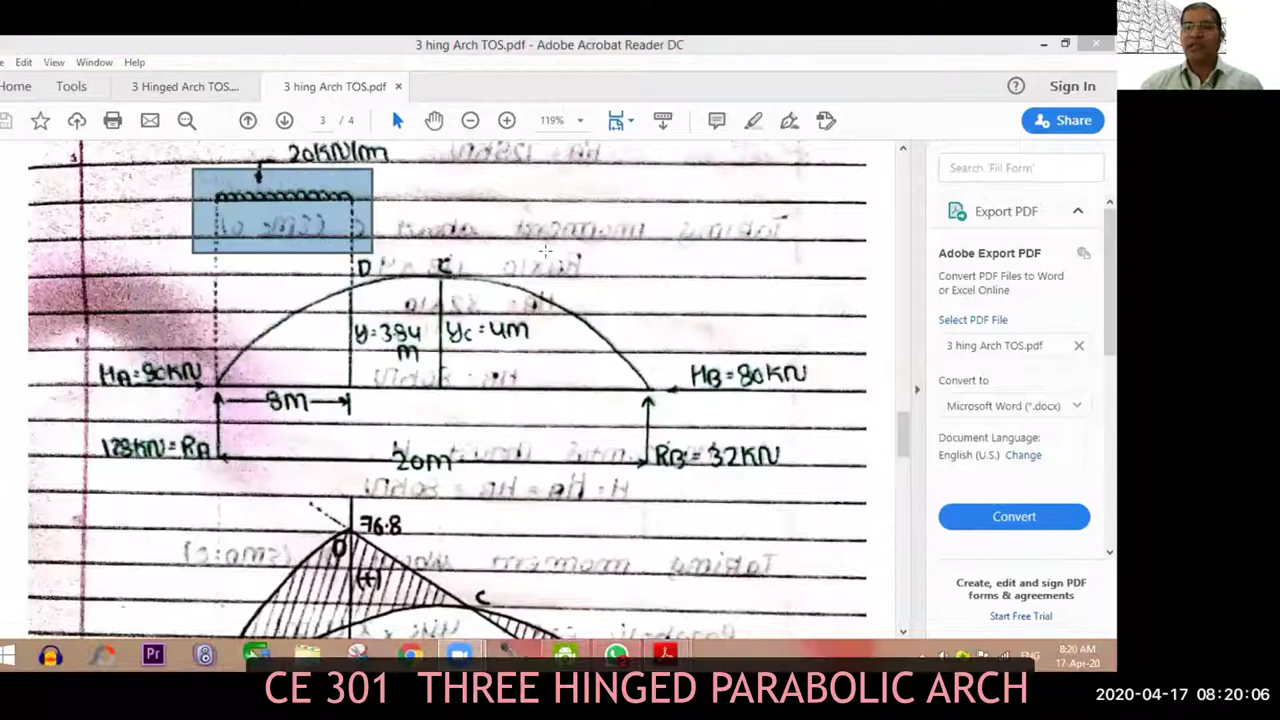 3 hing Arch TOS.pdf - Adobe Acrobat Reader DC
Edit View Window Help
Home Tools 3 Hinged Arch TOS.... 3 hing Arch TOS.pdf × Sign In
3 / 4 119% Share
20KN/m
D C
y=3.84 m
yc = 4m
HA=80KN
HB=80KN
8m
128KN=RA
20m
RB=32KN
76.8
D
(+)
C
Search 'Fill Form'
Export PDF
Adobe Export PDF
Convert PDF Files to Word
or Excel Online
Select PDF File
3 hing Arch TOS.pdf ×
Convert to
Microsoft Word (*.docx)
Document Language:
English (U.S.) Change
Convert
Create, edit and sign PDF
forms & agreements
Start Free Trial
ENG
8:20 AM
17-Apr-20
CE 301 THREE HINGED PARABOLIC ARCH
2020-04-17 08:20:06